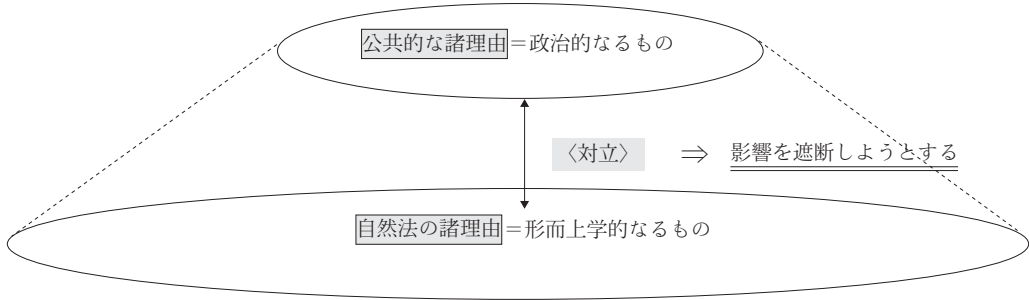 公共的な諸理由＝政治的なるもの
〈対立〉 ⇒ 影響を遮断しようとする
自然法の諸理由＝形而上学的なるもの